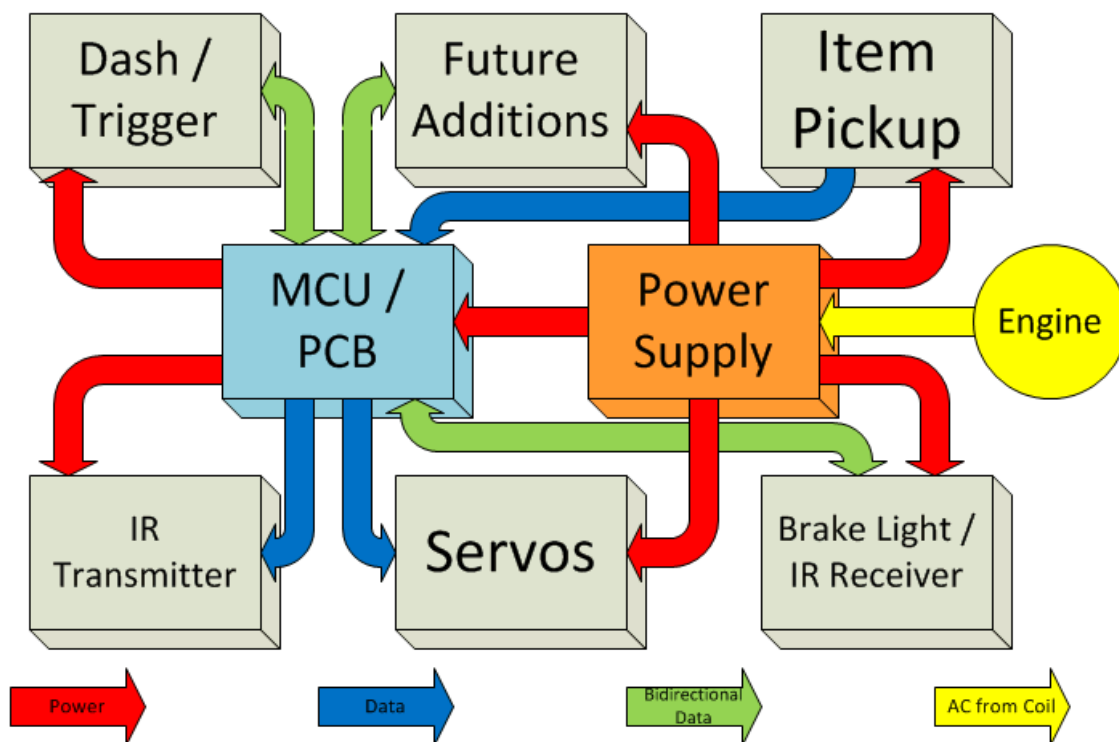 Dash /
Trigger
Future
Additions
Item
Pickup
MCU /
PCB
Power
Supply
Engine
IR
Transmitter
Servos
Brake Light /
IR Receiver
Power
Data
Bidirectional
Data
AC from Coil